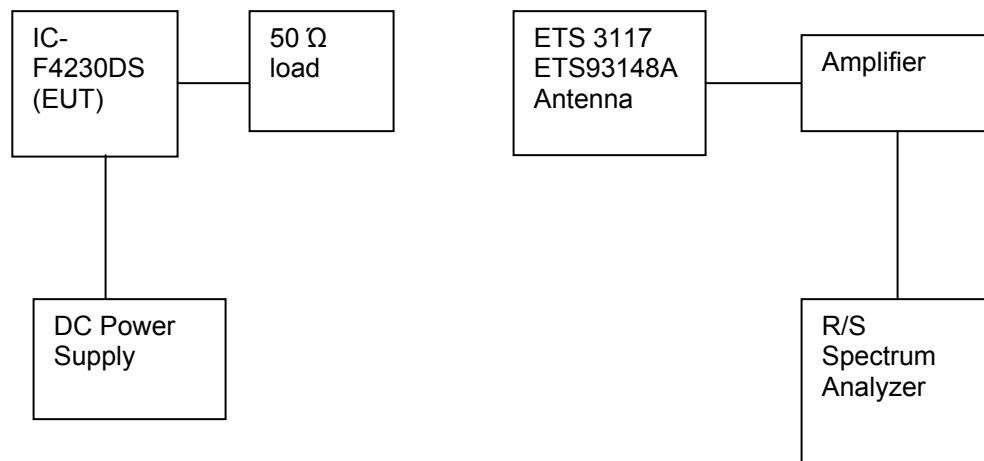 IC-
F4230DS
(EUT)
50 Ώ
load
ETS 3117
ETS93148A
Antenna
Amplifier
DC Power
Supply
R/S
Spectrum
Analyzer